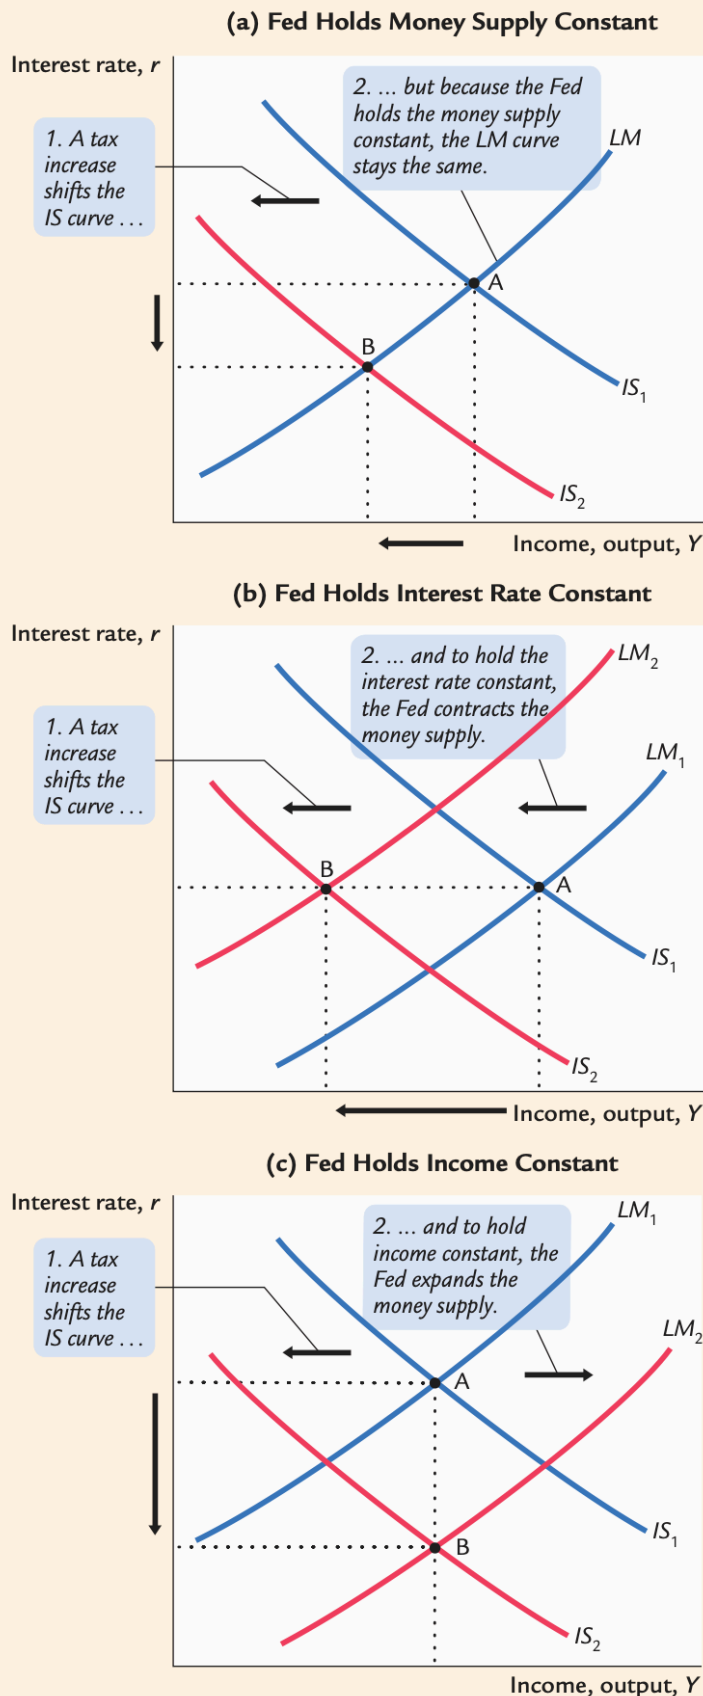 (a) Fed Holds Money Supply Constant
Interest rate, r
1. A tax
increase
shifts the
IS curve …
2. … but because the Fed
holds the money supply
constant, the LM curve
stays the same.
LM
A
B
IS₁
IS₂
Income, output, Y
(b) Fed Holds Interest Rate Constant
Interest rate, r
1. A tax
increase
shifts the
IS curve …
2. … and to hold the
interest rate constant,
the Fed contracts the
money supply.
LM₂
LM₁
B
A
IS₁
IS₂
Income, output, Y
(c) Fed Holds Income Constant
Interest rate, r
1. A tax
increase
shifts the
IS curve …
2. … and to hold
income constant, the
Fed expands the
money supply.
LM₁
LM₂
A
B
IS₁
IS₂
Income, output, Y